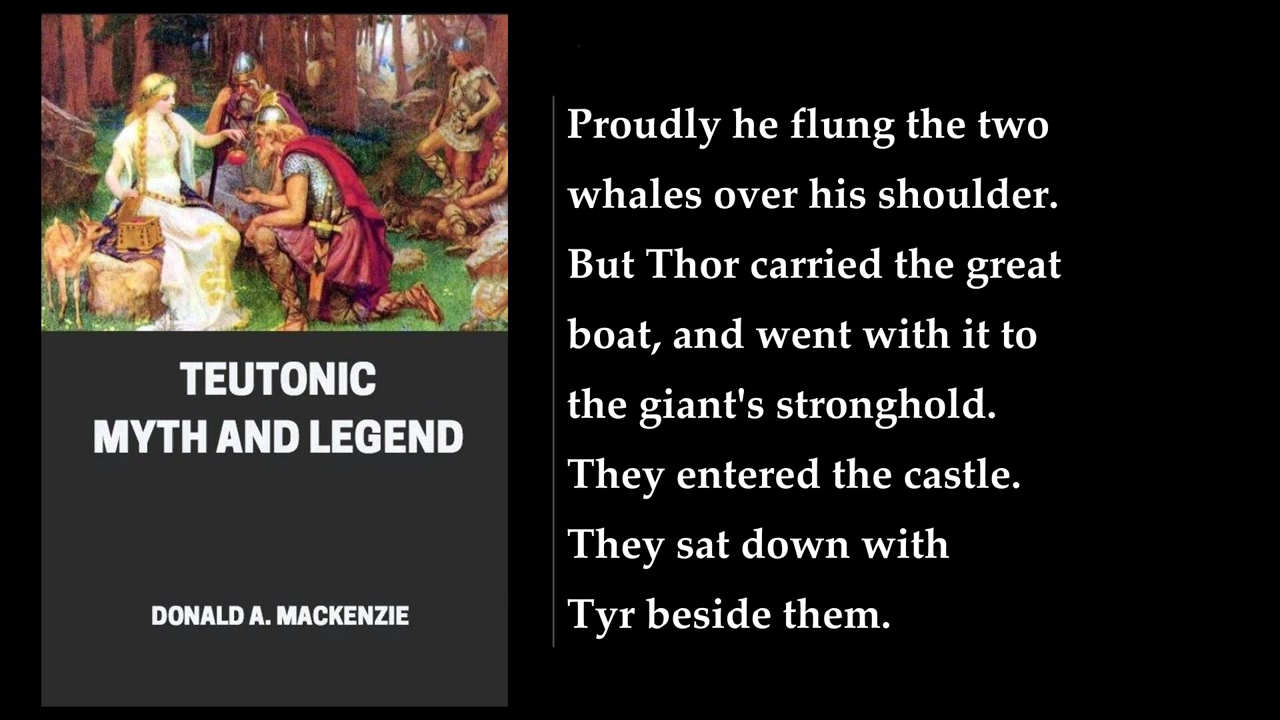 TEUTONIC
MYTH AND LEGEND
DONALD A. MACKENZIE
Proudly he flung the two
whales over his shoulder.
But Thor carried the great
boat, and went with it to
the giant's stronghold.
They entered the castle.
They sat down with
Tyr beside them.